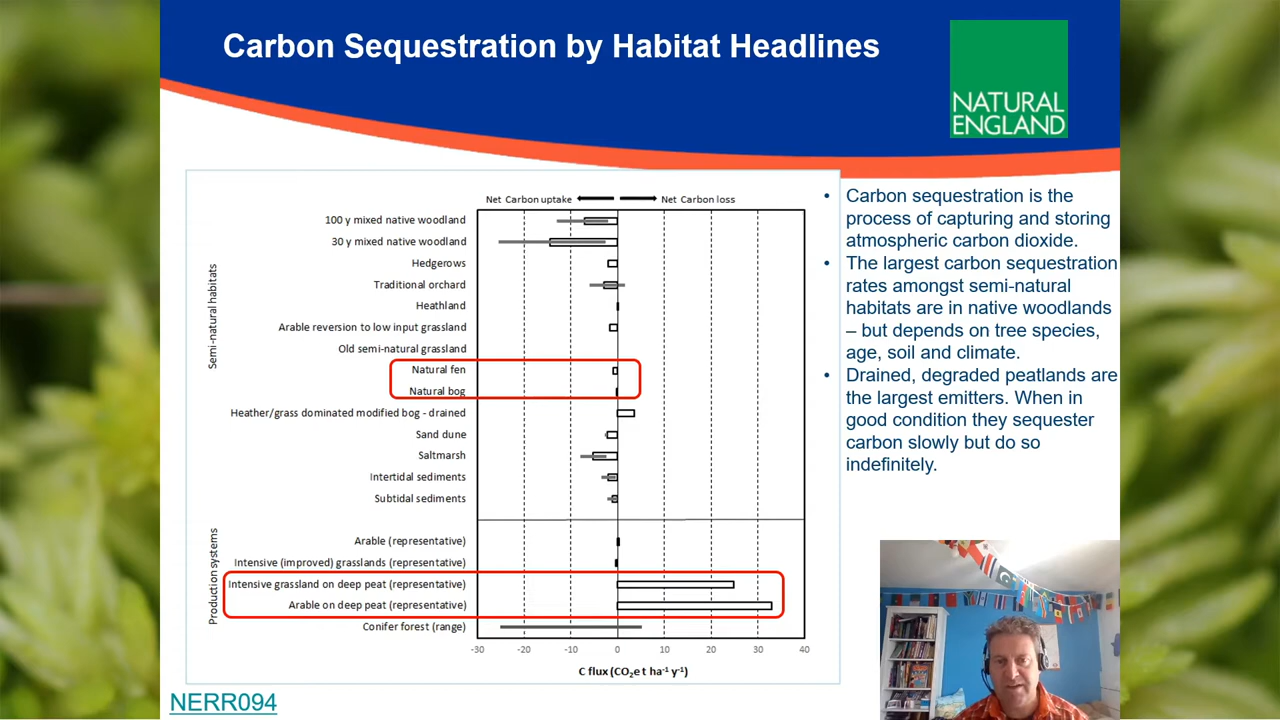 Carbon Sequestration by Habitat Headlines
NATURAL
ENGLAND
Net Carbon uptake
Net Carbon loss
Semi-natural habitats
100 y mixed native woodland
30 y mixed native woodland
Hedgerows
Traditional orchard
Heathland
Arable reversion to low input grassland
Old semi-natural grassland
Natural fen
Natural bog
Heather/grass dominated modified bog - drained
Sand dune
Saltmarsh
Intertidal sediments
Subtidal sediments
Production systems
Arable (representative)
Intensive (improved) grasslands (representative)
Intensive grassland on deep peat (representative)
Arable on deep peat (representative)
Conifer forest (range)
-30 -20 -10 0 10 20 30 40
C flux (CO₂e t ha⁻¹ y⁻¹)
• Carbon sequestration is the
process of capturing and storing
atmospheric carbon dioxide.
• The largest carbon sequestration
rates amongst semi-natural
habitats are in native woodlands
– but depends on tree species,
age, soil and climate.
• Drained, degraded peatlands are
the largest emitters. When in
good condition they sequester
carbon slowly but do so
indefinitely.
NERR094